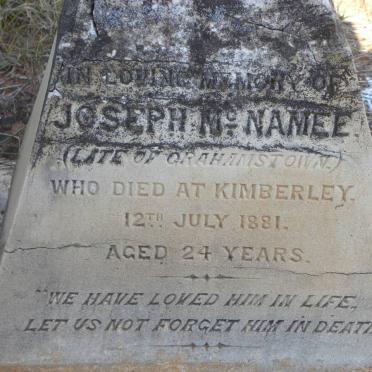 IN LOVING MEMORY OF
JOSEPH McNAMEE.
(LATE OF GRAHAMSTOWN.)
WHO DIED AT KIMBERLEY.
12TH JULY 1881.
AGED 24 YEARS.
"WE HAVE LOVED HIM IN LIFE,
LET US NOT FORGET HIM IN DEATH